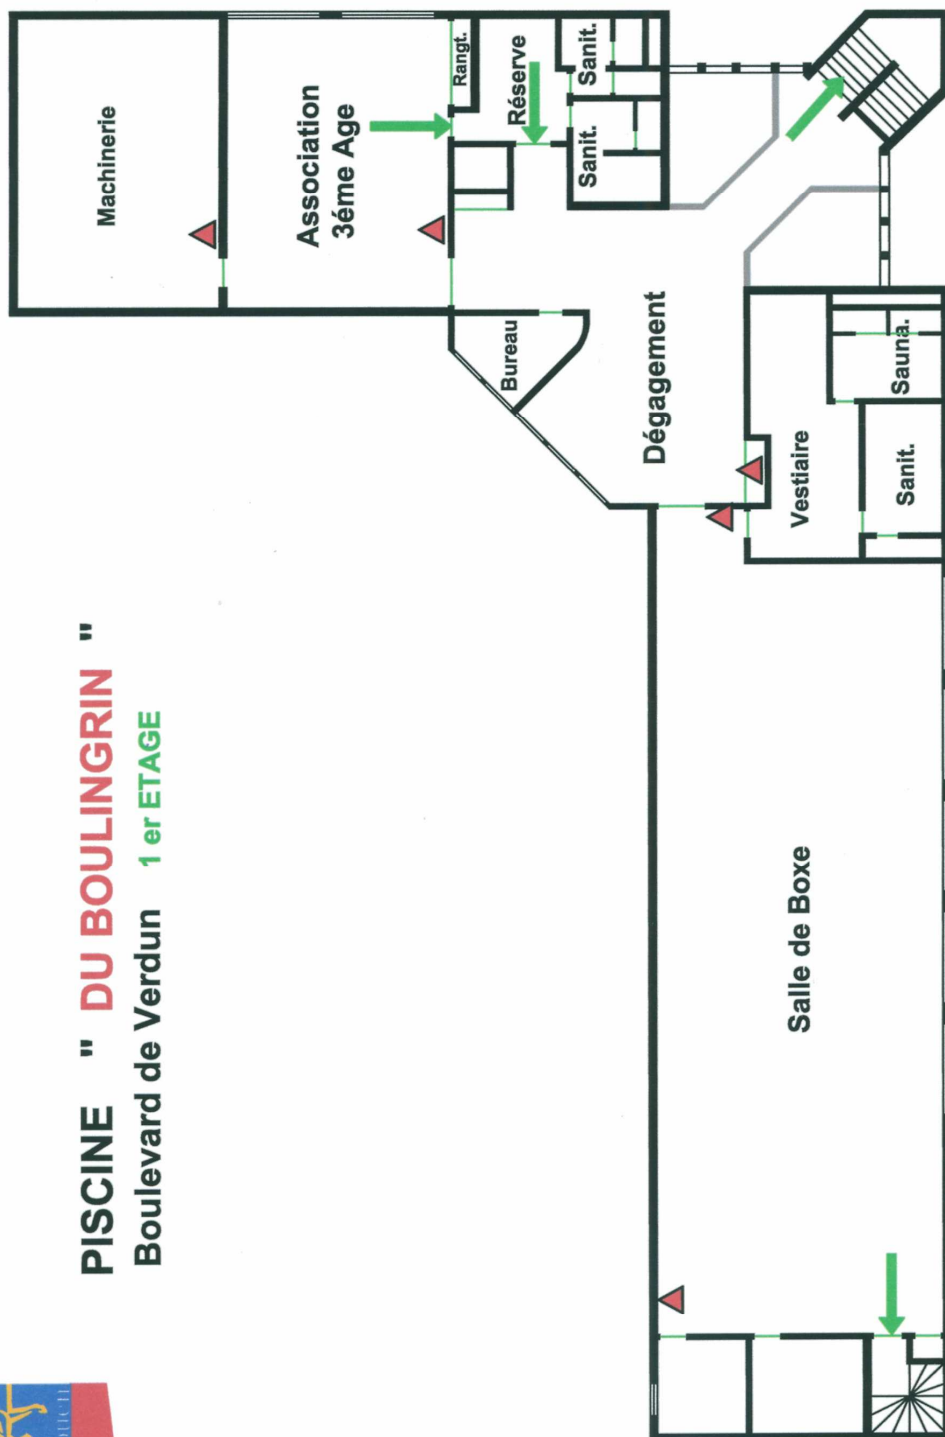 PISCINE " DU BOULINGRIN "
Boulevard de Verdun 1 er ETAGE
Machinerie
Association
3éme Age
Rangt.
Réserve
Sanit.
Sanit.
Bureau
Dégagement
Vestiaire
Sauna.
Sanit.
Salle de Boxe